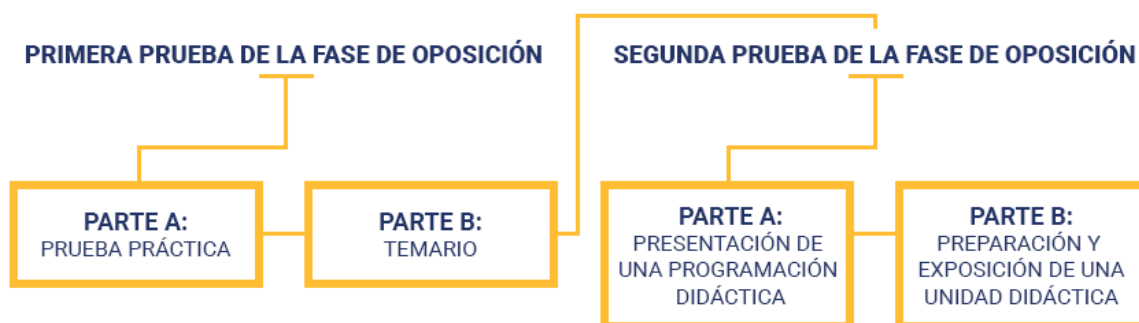 PRIMERA PRUEBA DE LA FASE DE OPOSICIÓN
PARTE A:
PRUEBA PRÁCTICA
PARTE B:
TEMARIO
SEGUNDA PRUEBA DE LA FASE DE OPOSICIÓN
PARTE A:
PRESENTACIÓN DE
UNA PROGRAMACIÓN
DIDÁCTICA
PARTE B:
PREPARACIÓN Y
EXPOSICIÓN DE UNA
UNIDAD DIDÁCTICA